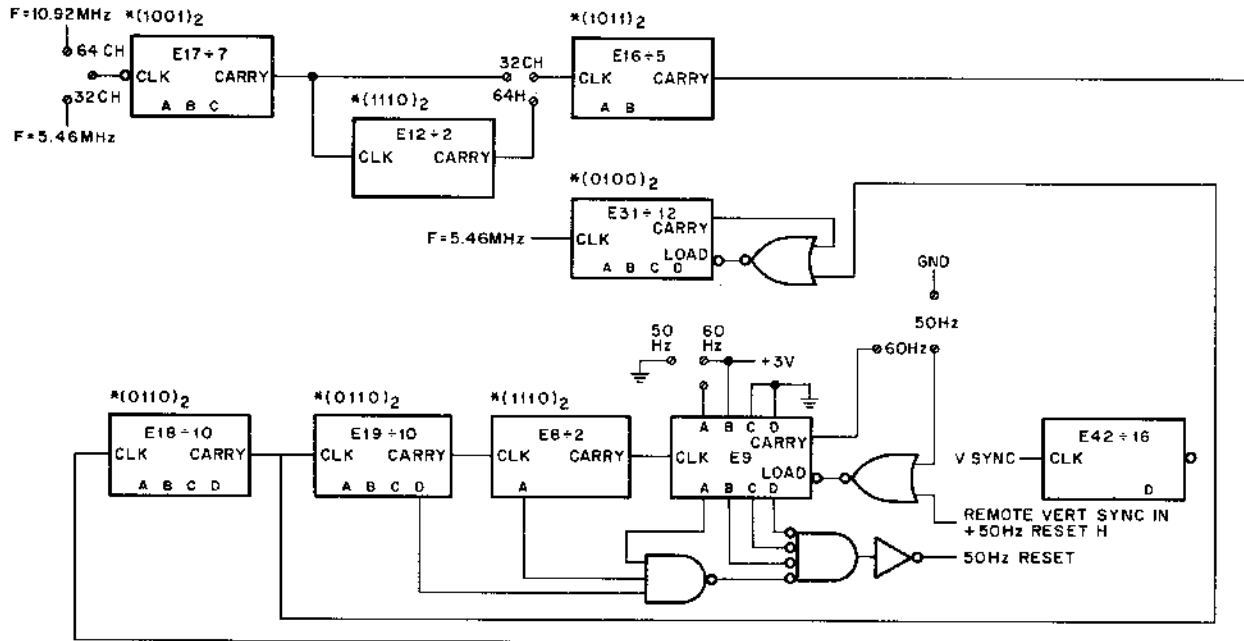 F=10.92MHz
*(1001)2
64 CH
E17÷7
CLK
CARRY
A B C
32CH
F=5.46MHz
*(1110)2
E12÷2
CLK
CARRY
32CH
64H
*(1011)2
E16÷5
CLK
CARRY
A B
*(0100)2
E31÷12
CARRY
F=5.46MHz
CLK
LOAD
A B C D
GND
50Hz
60Hz
50
Hz
60
Hz
+3V
*(0110)2
E18÷10
CLK
CARRY
A B C D
*(0110)2
E19÷10
CLK
CARRY
A B C D
*(1110)2
E8÷2
CLK
CARRY
A
A B C D
CARRY
CLK
E9
LOAD
A B C D
E42÷16
V SYNC
CLK
D
REMOTE VERT SYNC IN
+50Hz RESET H
50Hz RESET